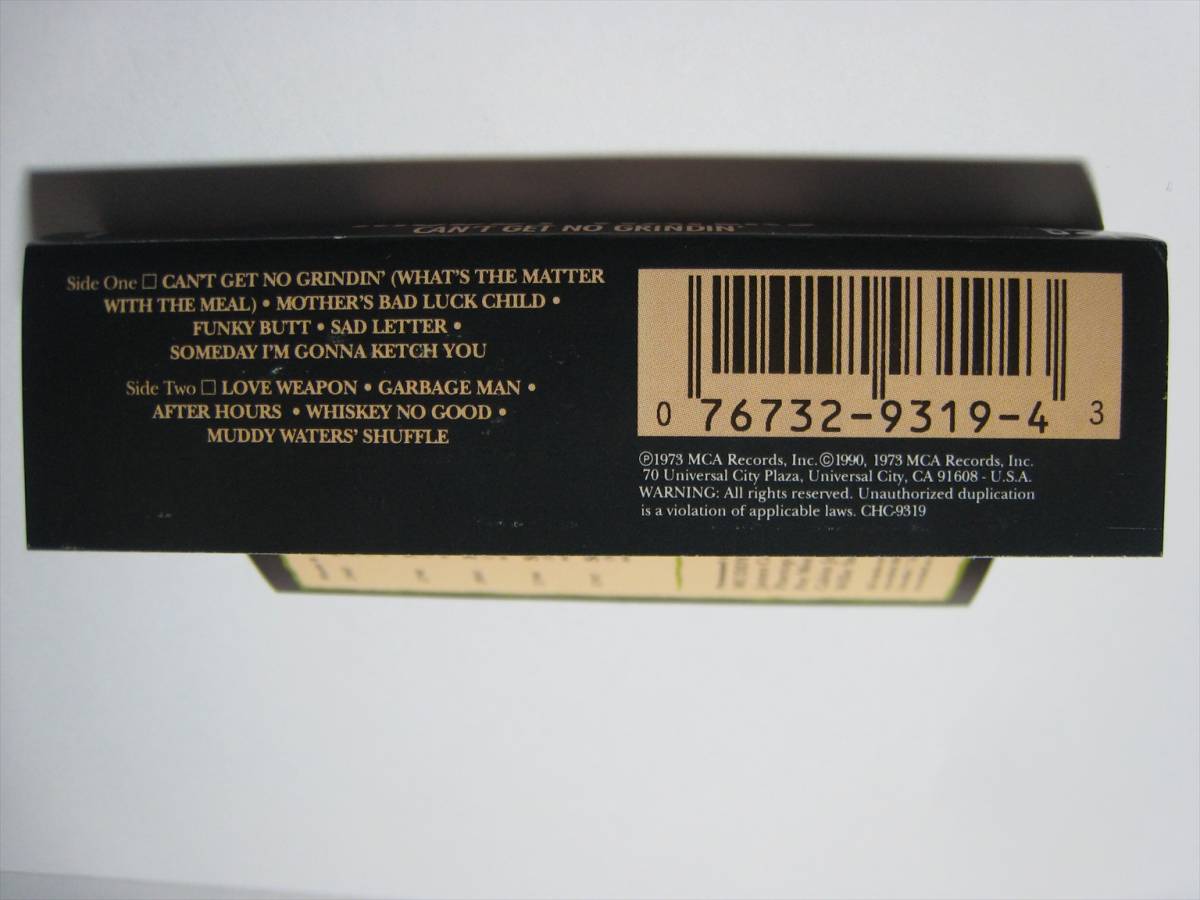 CAN'T GET NO GRINDIN'
Side One □ CAN'T GET NO GRINDIN' (WHAT'S THE MATTER
WITH THE MEAL) • MOTHER'S BAD LUCK CHILD •
FUNKY BUTT • SAD LETTER •
SOMEDAY I'M GONNA KETCH YOU
Side Two □ LOVE WEAPON • GARBAGE MAN •
AFTER HOURS • WHISKEY NO GOOD •
MUDDY WATERS' SHUFFLE
0 76732-9319-4 3
Ⓟ1973 MCA Records, Inc. ©1990, 1973 MCA Records, Inc.
70 Universal City Plaza, Universal City, CA 91608 - U.S.A.
WARNING: All rights reserved. Unauthorized duplication
is a violation of applicable laws. CHC-9319